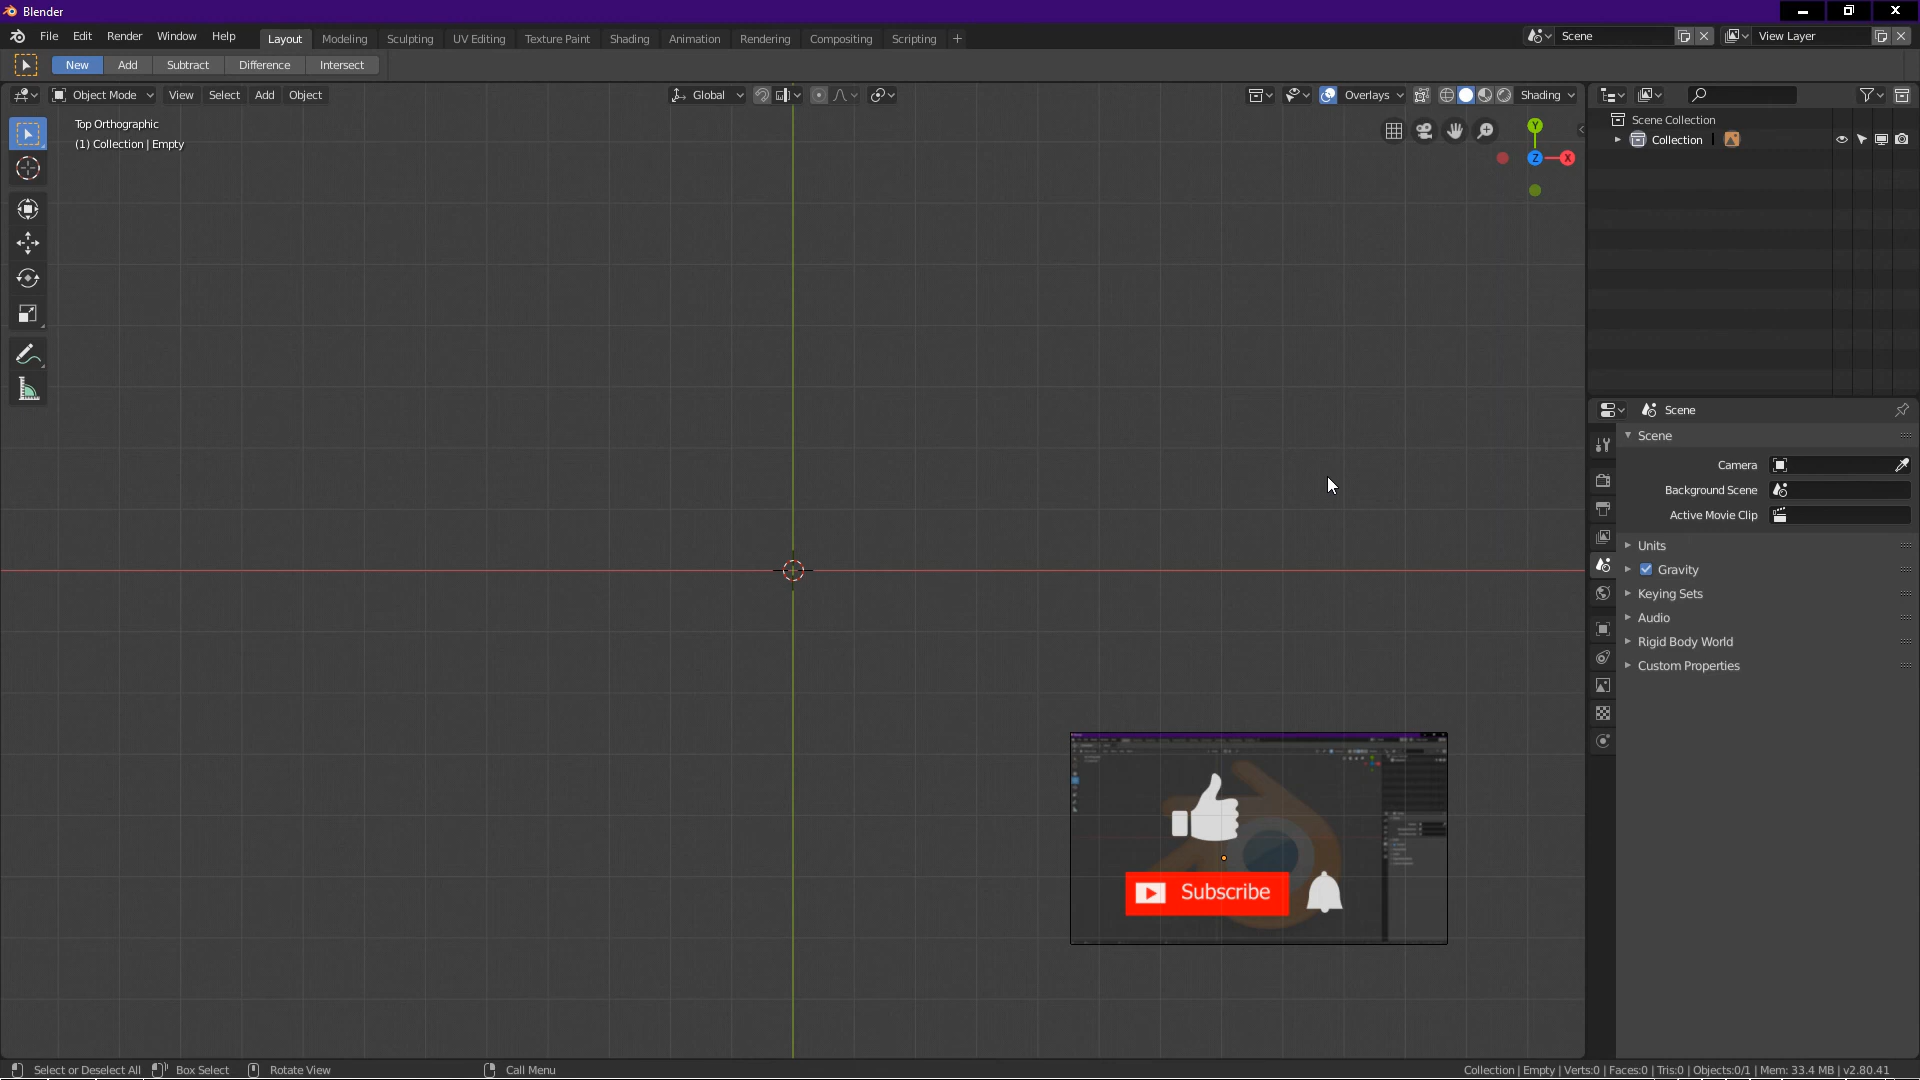 Blender
File Edit Render Window Help Layout Modeling Sculpting UV Editing Texture Paint Shading Animation Rendering Compositing Scripting + Scene View Layer
New Add Subtract Difference Intersect
Object Mode View Select Add Object Global Overlays Shading
Top Orthographic
(1) Collection | Empty
Y
Z
X
Scene Collection
Collection
Scene
Scene
Camera
Background Scene
Active Movie Clip
Units
Gravity
Keying Sets
Audio
Rigid Body World
Custom Properties
Subscribe
Select or Deselect All Box Select Rotate View Call Menu Collection | Empty | Verts:0 | Faces:0 | Tris:0 | Objects:0/1 | Mem: 33.4 MB | v2.80.41